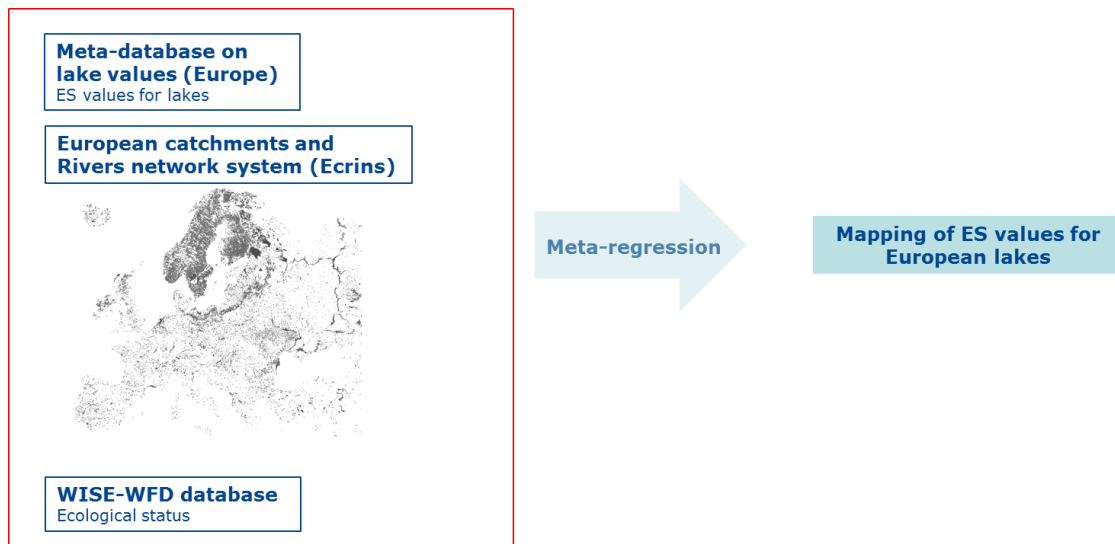 Meta-database on
lake values (Europe)
ES values for lakes
European catchments and
Rivers network system (Ecrins)
Meta-regression
Mapping of ES values for
European lakes
WISE-WFD database
Ecological status